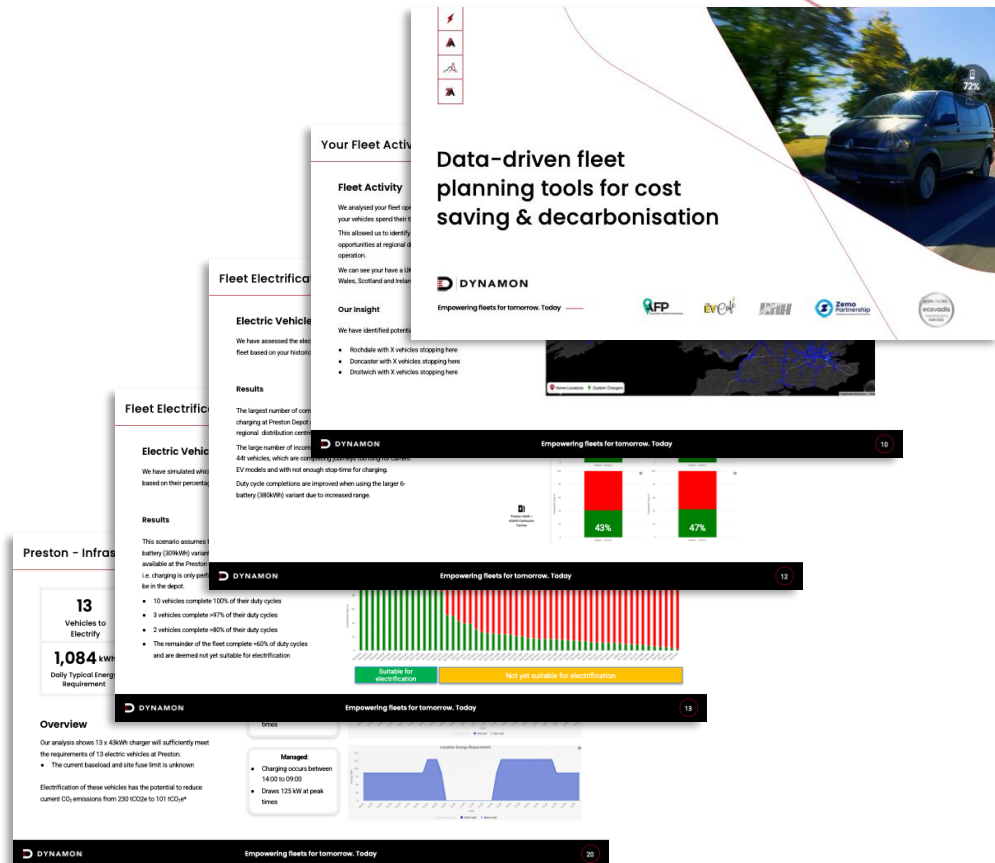 72%
Data-driven fleet
planning tools for cost
saving & decarbonisation
DYNAMON
Empowering fleets for tomorrow. Today
AFP
EV Café
Zemo
Partnership
ecovadis
Your Fleet Activ
Fleet Activity
We analysed your fleet ope
your vehicles spend their t
This allowed us to identify
opportunities at regional d
operation.
We can see your have a UK
Wales, Scotland and Irelan
Our Insight
We have identified potentia
Rochdale with X vehicles stopping here
Doncaster with X vehicles stopping here
Droitwich with X vehicles stopping here
Home Locations
Custom Chargers
DYNAMON
Empowering fleets for tomorrow. Today
10
Fleet Electrificat
Electric Vehicle
We have assessed the elec
fleet based on your historic
Results
The largest number of com
charging at Preston Depot
regional distribution centre
The large number of incom
44t vehicles, which are completing journeys too long for current
EV models and with not enough stop-time for charging.
Duty cycle completions are improved when using the larger 6-
battery (380kWh) variant due to increased range.
43%
47%
DYNAMON
Empowering fleets for tomorrow. Today
12
Fleet Electrific
Electric Vehic
We have simulated whic
based on their percentag
Results
This scenario assumes t
battery (309kWh) variant
available at the Preston
i.e. charging is only perf
be in the depot.
10 vehicles complete 100% of their duty cycles
3 vehicles complete >97% of their duty cycles
2 vehicles complete >80% of their duty cycles
The remainder of the fleet complete <60% of duty cycles
and are deemed not yet suitable for electrification
Suitable for
electrification
Not yet suitable for electrification
DYNAMON
Empowering fleets for tomorrow. Today
13
Preston - Infras
13
Vehicles to
Electrify
1,084 kWh
Daily Typical Energy
Requirement
Overview
Our analysis shows 13 x 43kWh charger will sufficiently meet
the requirements of 13 electric vehicles at Preston.
The current baseload and site fuse limit is unknown
Electrification of these vehicles has the potential to reduce
current CO₂ emissions from 230 tCO2e to 101 tCO₂e*
times
Managed:
Charging occurs between
14:00 to 09:00
Draws 125 kW at peak
times
Location Energy Requirement
DYNAMON
Empowering fleets for tomorrow. Today
20